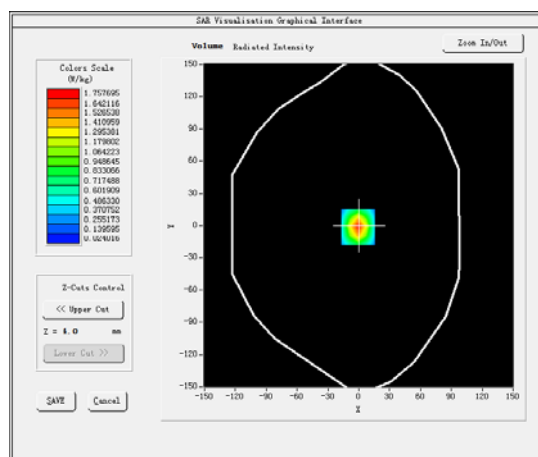 SAR Visualisation Graphical Interface
Volume Radiated Intensity
Zoom In/Out
Colors Scale
(W/kg)
1.757695
1.642116
1.526538
1.410959
1.295381
1.179802
1.064223
0.948645
0.833066
0.717488
0.601909
0.486330
0.370752
0.255173
0.139595
0.024016
150
120
90
60
30
0
-30
-60
-90
-120
-150
Y
-150 -120 -90 -60 -30 0 30 60 90 120 150
X
Z-Cuts Control
<< Upper Cut
Z = 4.0 mm
Lower Cut >>
SAVE Cancel